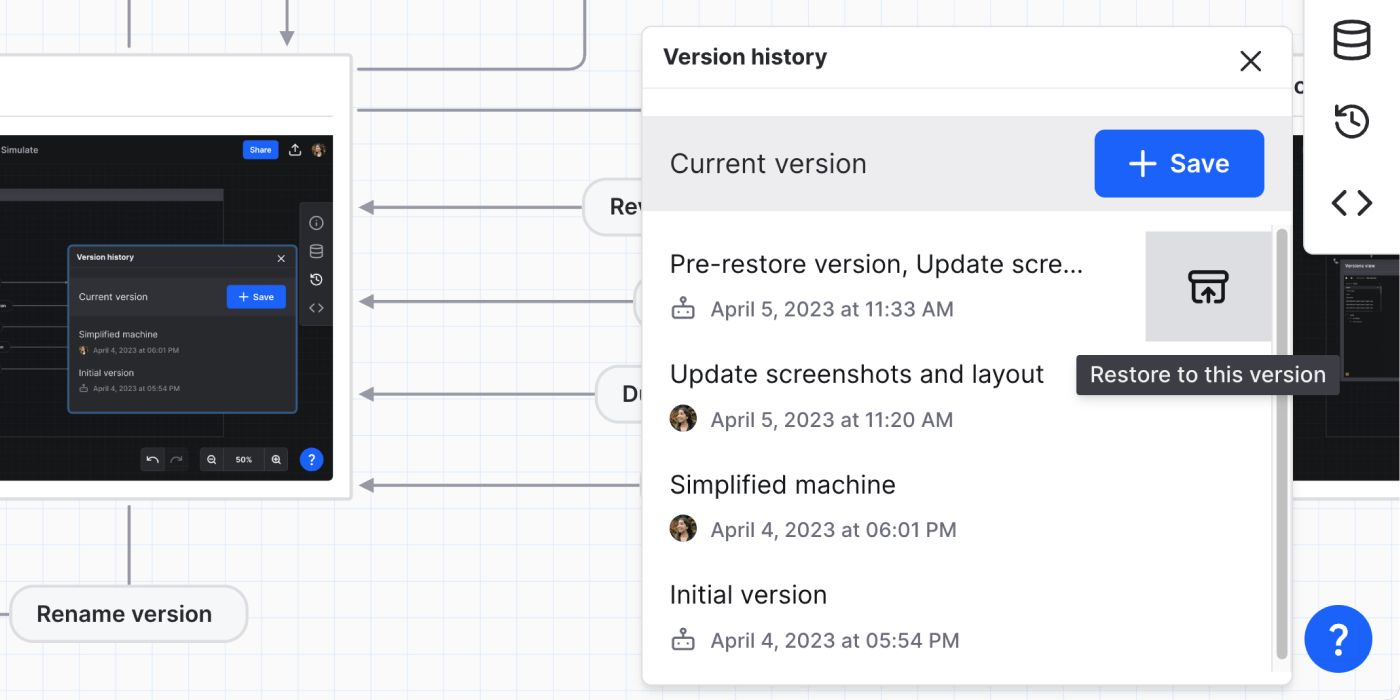 Version history
Current version
Save
Pre-restore version, Update scre...
April 5, 2023 at 11:33 AM
Restore to this version
Update screenshots and layout
April 5, 2023 at 11:20 AM
Simplified machine
April 4, 2023 at 06:01 PM
Initial version
April 4, 2023 at 05:54 PM
?
Simulate
Share
Version history
Current version
Save
Simplified machine
April 4, 2023 at 06:01 PM
Initial version
April 4, 2023 at 05:54 PM
50%
?
Rename version
Versions view